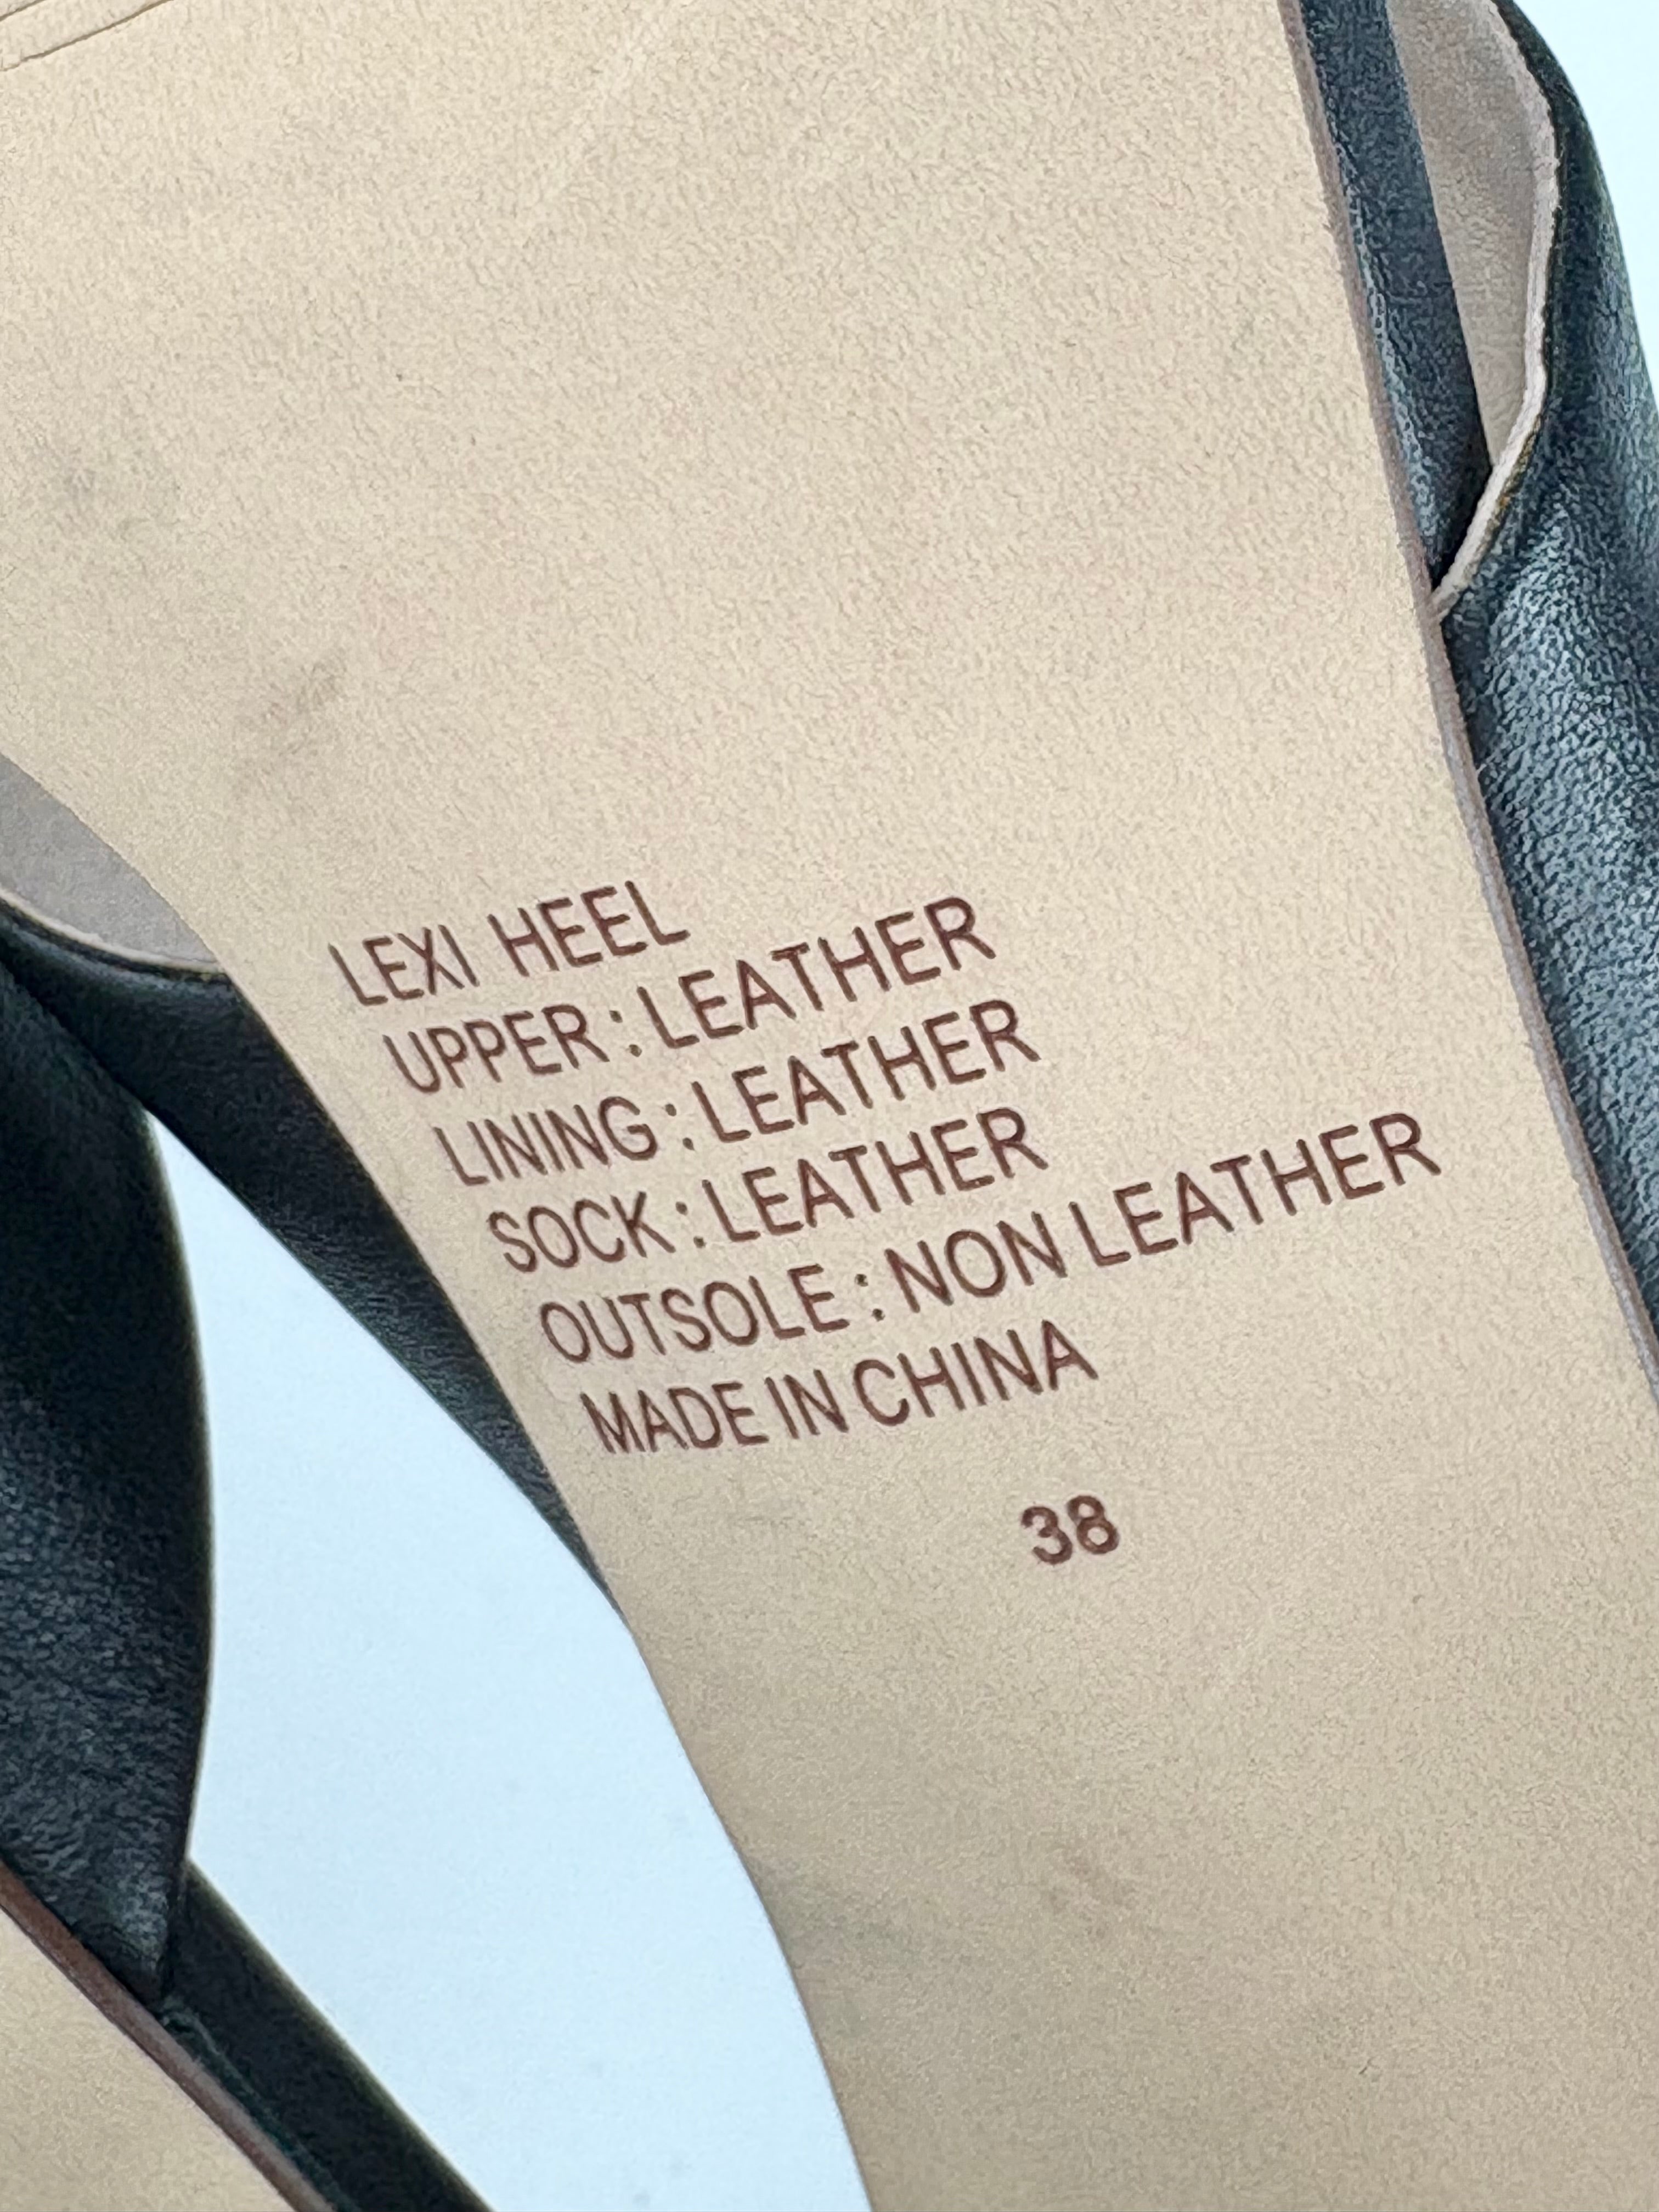 LEXI HEEL
UPPER : LEATHER
LINING : LEATHER
SOCK : LEATHER
OUTSOLE : NON LEATHER
MADE IN CHINA
38